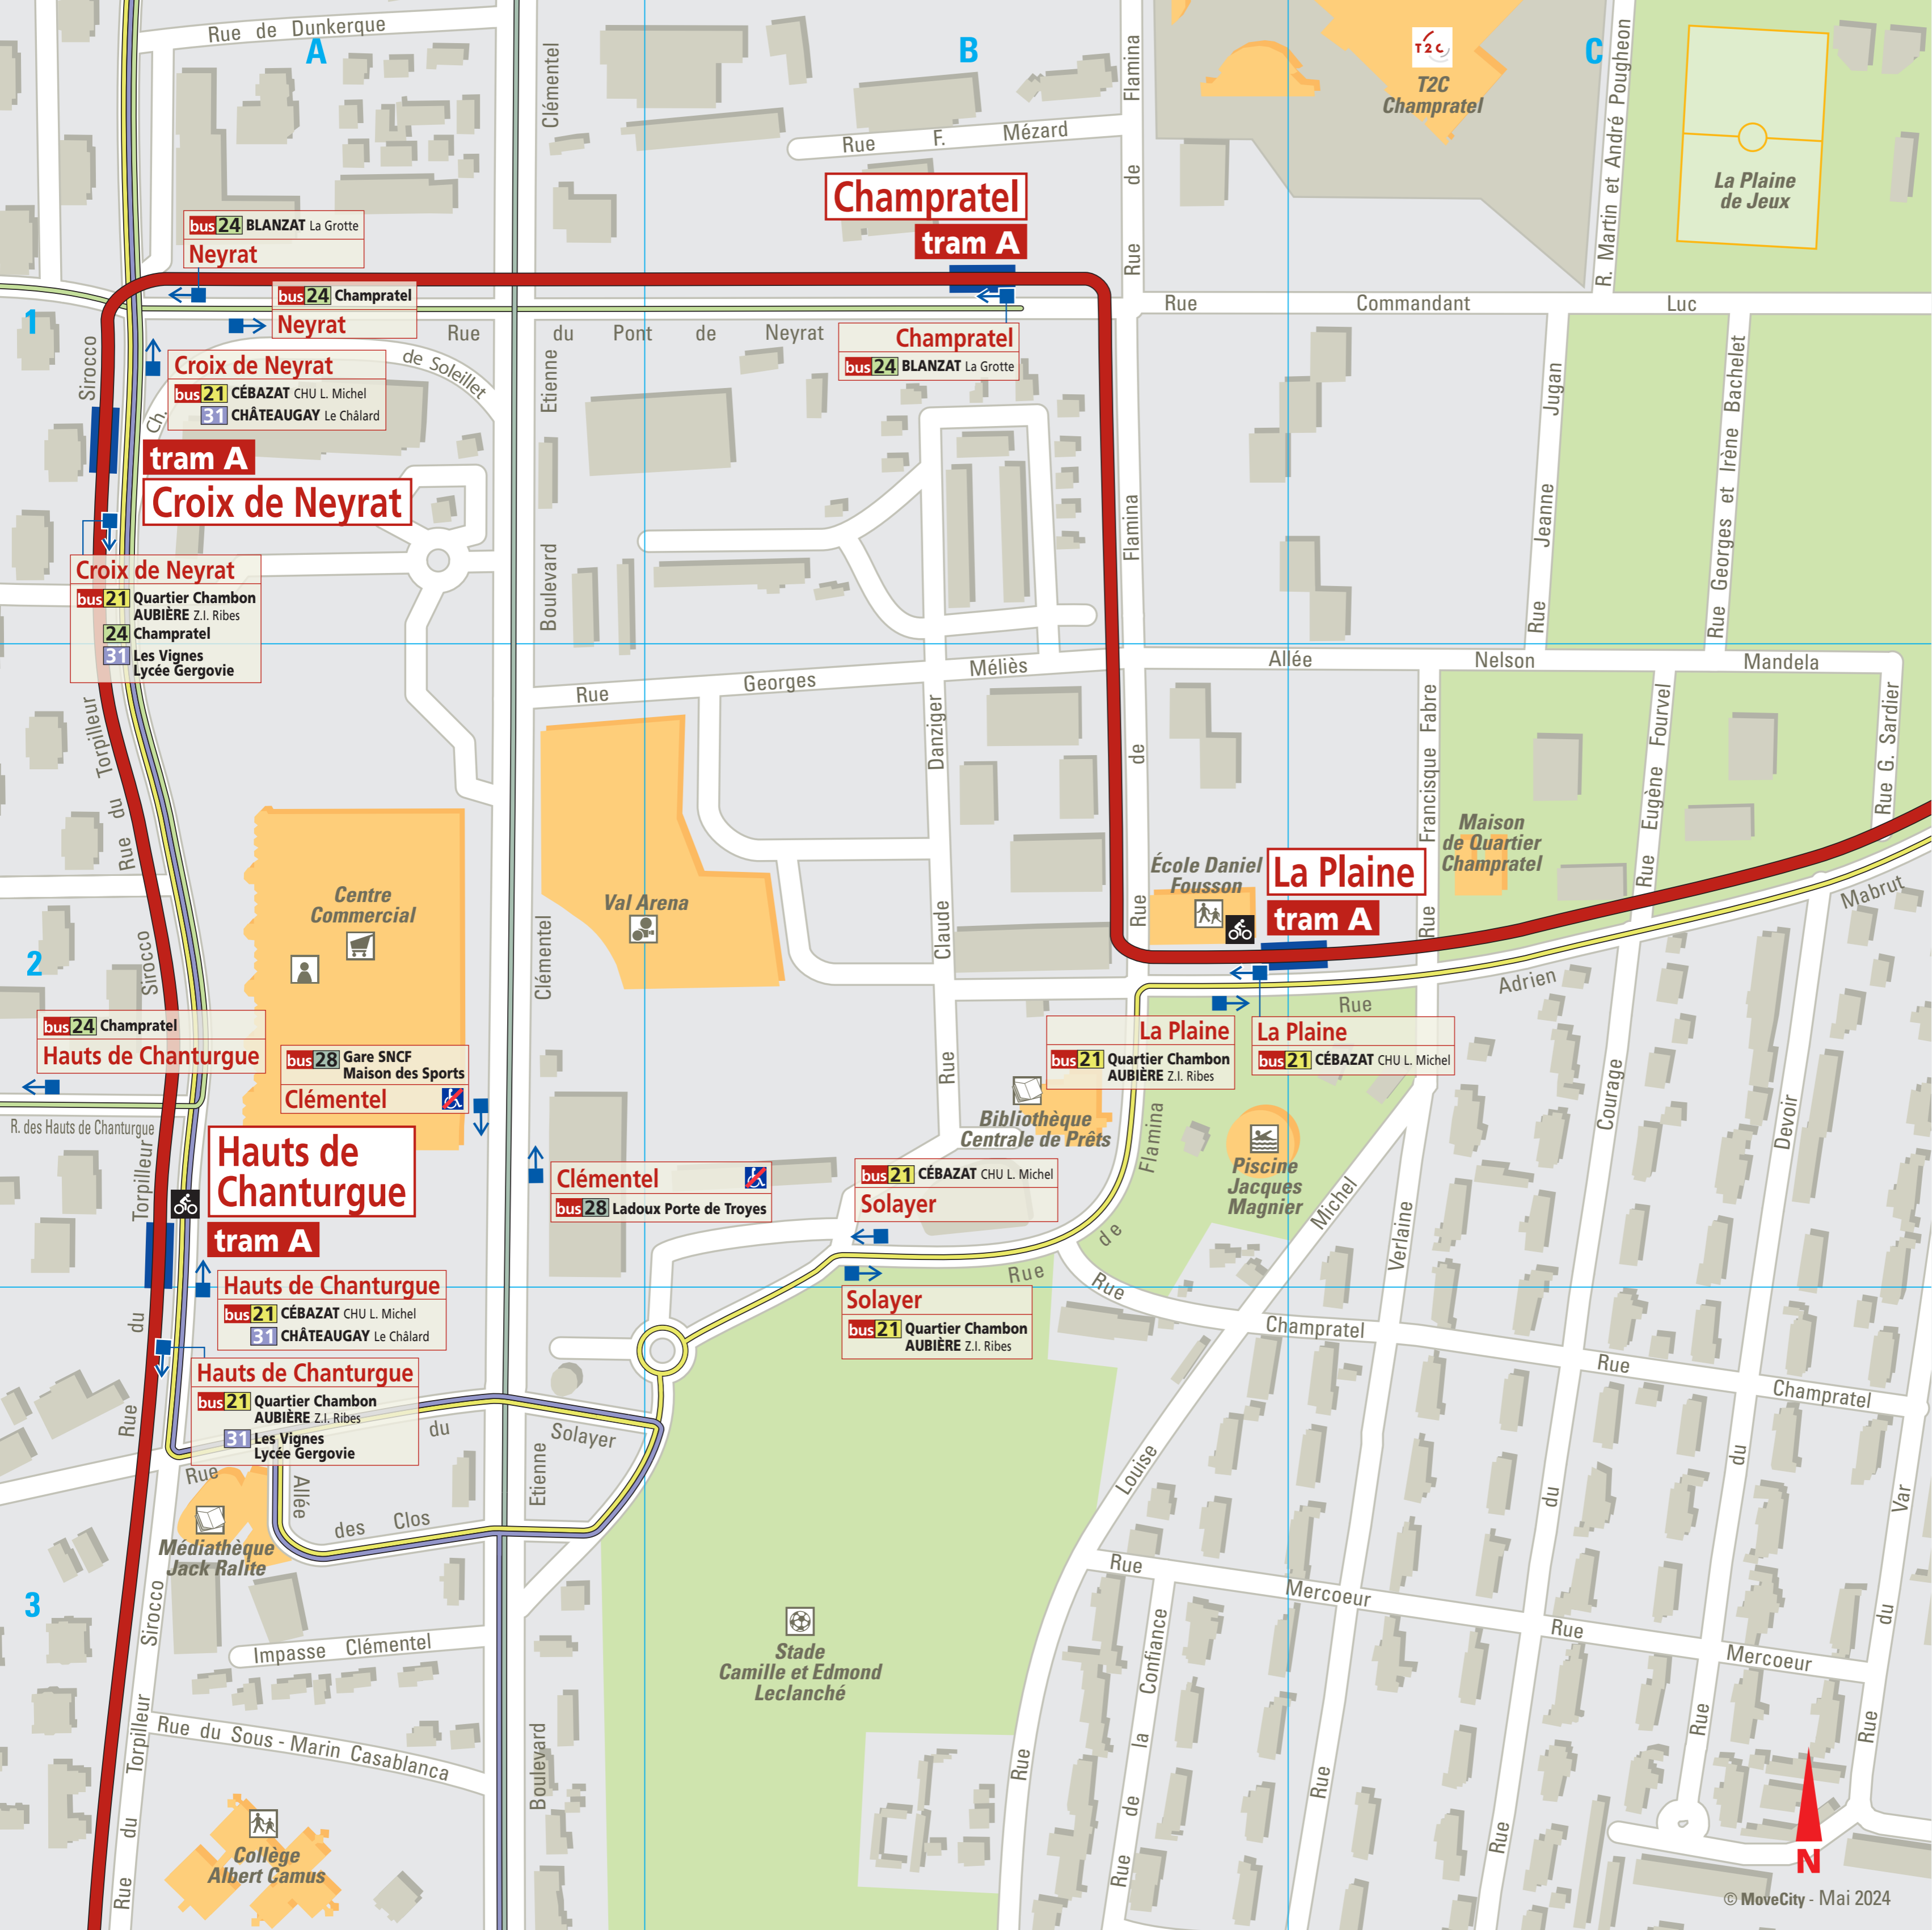 Rue de Dunkerque
A
B
C
Clémentel
Flamina
de
Rue
T2C
T2C
Champratel
R. Martin et André Pougheon
La Plaine
de Jeux
Rue F. Mézard
Champratel
tram A
bus 24 BLANZAT La Grotte
Neyrat
bus 24 Champratel
Neyrat
1
Sirocco
Rue du Pont de Neyrat
Rue Commandant Luc
Champratel
bus 24 BLANZAT La Grotte
Croix de Neyrat
bus 21 CÉBAZAT CHU L. Michel
31 CHÂTEAUGAY Le Châlard
Ch. de Soleillet
Etienne
Boulevard
tram A
Croix de Neyrat
Flamina
Rue Jeanne Jugan
Rue Georges et Irène Bachelet
Croix de Neyrat
bus 21 Quartier Chambon
AUBIÈRE Z.I. Ribes
24 Champratel
31 Les Vignes
Lycée Gergovie
Rue Georges Méliès
Allée Nelson Mandela
Rue du Torpilleur
Sirocco
Rue Claude Danziger
de
Rue
Rue Francisque Fabre
Rue Eugène Fourvel
Rue G. Sardier
Maison
de Quartier
Champratel
École Daniel
Fousson
La Plaine
tram A
Centre
Commercial
Val Arena
Clémentel
2
Rue Adrien Mabrut
La Plaine
bus 21 Quartier Chambon
AUBIÈRE Z.I. Ribes
La Plaine
bus 21 CÉBAZAT CHU L. Michel
bus 24 Champratel
Hauts de Chanturgue
bus 28 Gare SNCF
Maison des Sports
Clémentel
R. des Hauts de Chanturgue
Bibliothèque
Centrale de Prêts
Piscine
Jacques
Magnier
Hauts de
Chanturgue
tram A
Clémentel
bus 28 Ladoux Porte de Troyes
bus 21 CÉBAZAT CHU L. Michel
Solayer
Rue de Flamina
Solayer
bus 21 Quartier Chambon
AUBIÈRE Z.I. Ribes
Hauts de Chanturgue
bus 21 CÉBAZAT CHU L. Michel
31 CHÂTEAUGAY Le Châlard
Hauts de Chanturgue
bus 21 Quartier Chambon
AUBIÈRE Z.I. Ribes
31 Les Vignes
Lycée Gergovie
Rue du Torpilleur
Rue Champratel
Rue Champratel
Rue Louise Michel
Rue Verlaine
Rue du Courage
Rue du Devoir
Rue du Var
Rue du Solayer
Allée des Clos
Boulevard Etienne
Médiathèque
Jack Ralite
Rue Mercoeur
Rue Mercoeur
3
Rue du Torpilleur Sirocco
Impasse Clémentel
Stade
Camille et Edmond
Leclanché
Rue de la Confiance
Rue du Sous - Marin Casablanca
Collège
Albert Camus
N
© MoveCity - Mai 2024